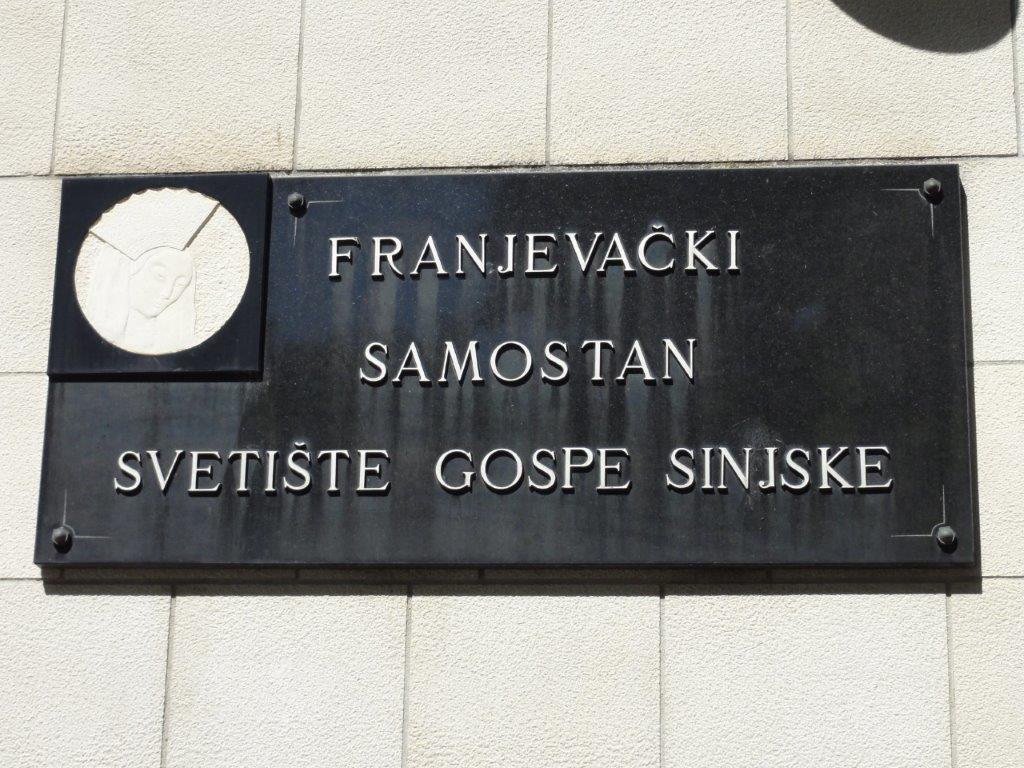 FRANJEVAČKI
SAMOSTAN
SVETIŠTE GOSPE SINJSKE